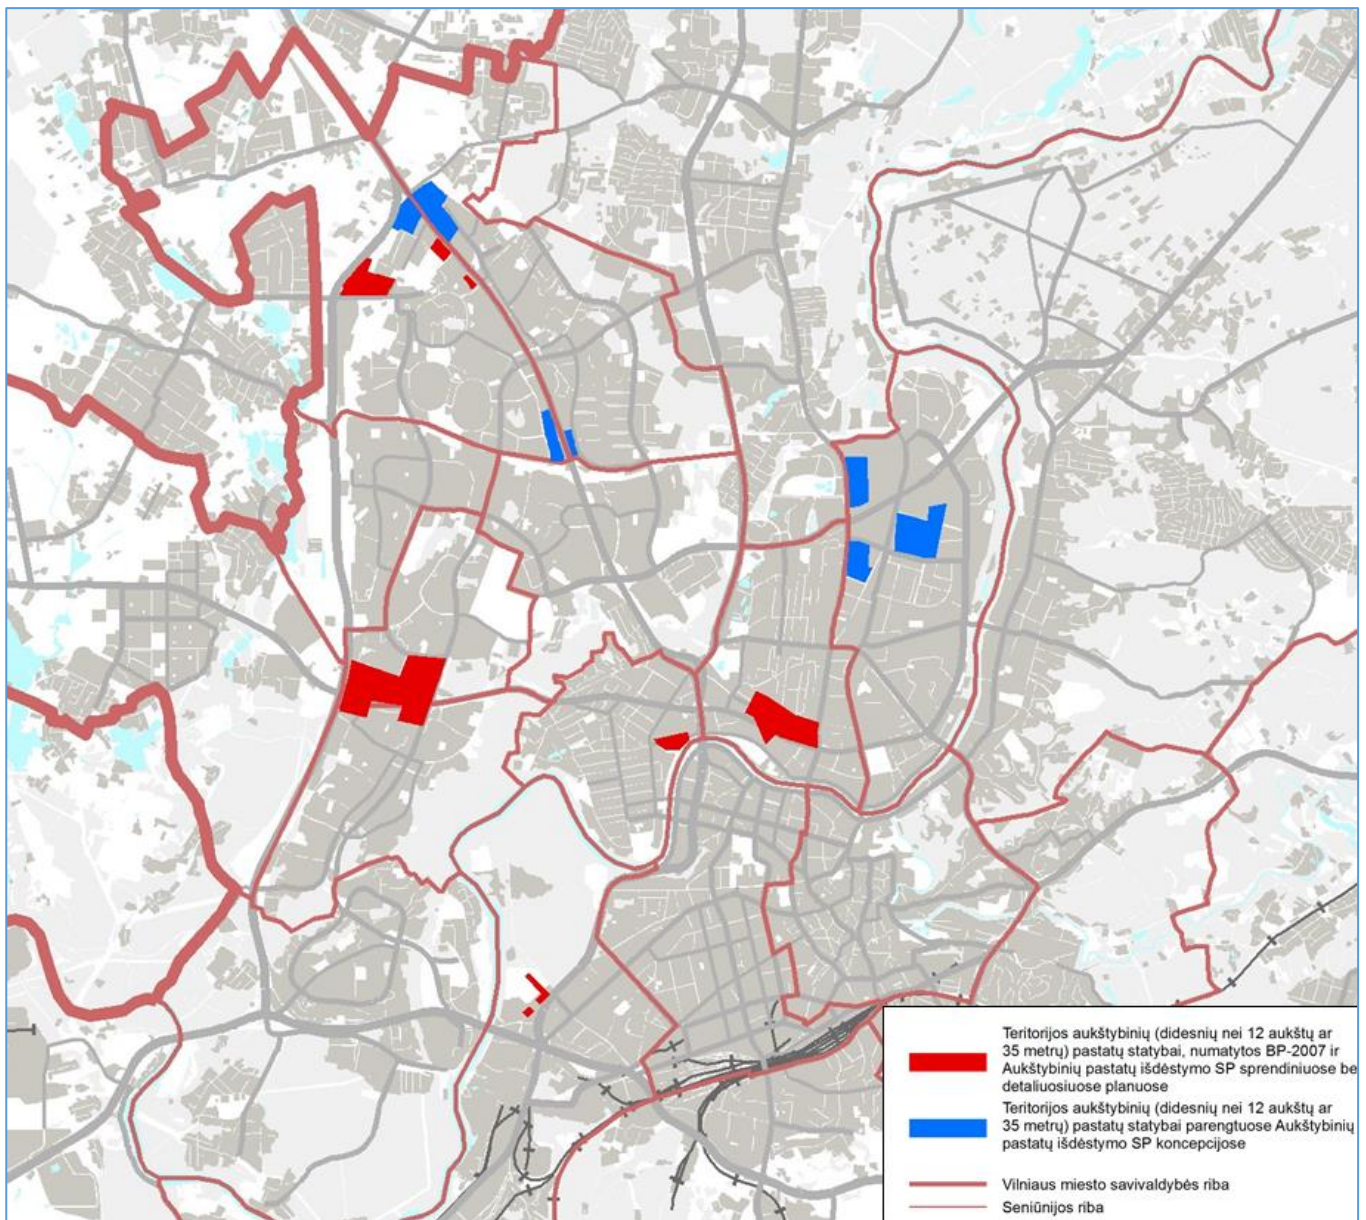 Teritorijos aukštybinių (didesnių nei 12 aukštų ar
35 metrų) pastatų statybai, numatytos BP-2007 ir
Aukštybinių pastatų išdėstymo SP sprendiniuose be
detaliuosiuose planuose
Teritorijos aukštybinių (didesnių nei 12 aukštų ar
35 metrų) pastatų statybai parengtuose Aukštybinių
pastatų išdėstymo SP koncepcijose
Vilniaus miesto savivaldybės riba
Seniūnijos riba